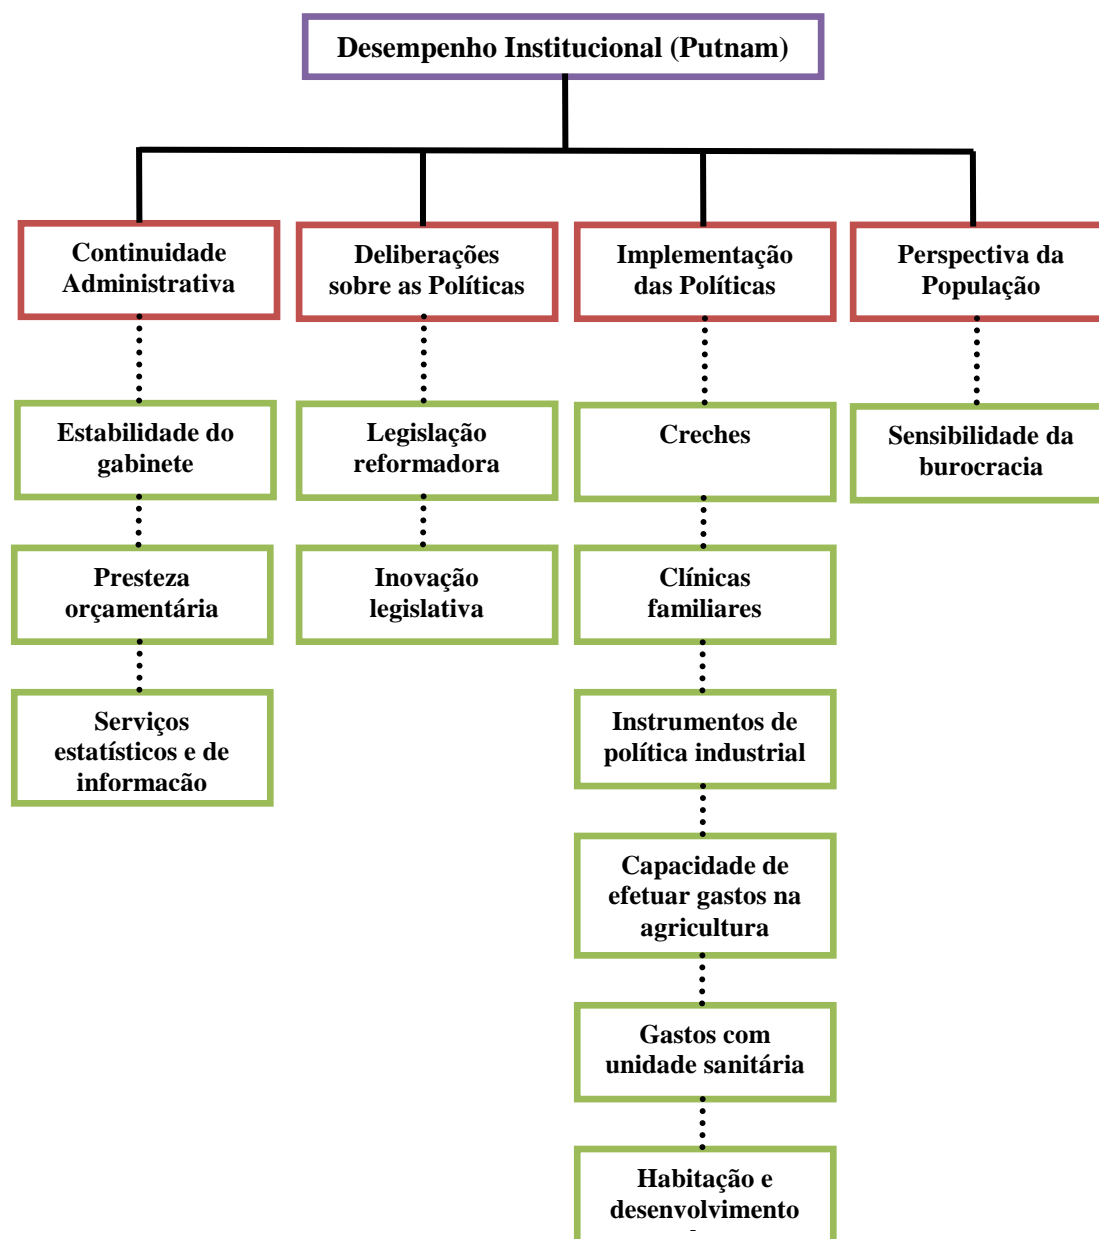 Desempenho Institucional (Putnam)
Continuidade
Administrativa
Deliberações
sobre as Políticas
Implementação
das Políticas
Perspectiva da
População
Estabilidade do
gabinete
Legislação
reformadora
Creches
Sensibilidade da
burocracia
Presteza
orçamentária
Inovação
legislativa
Clínicas
familiares
Serviços
estatísticos e de
informacão
Instrumentos de
política industrial
Capacidade de
efetuar gastos na
agricultura
Gastos com
unidade sanitária
Habitação e
desenvolvimento